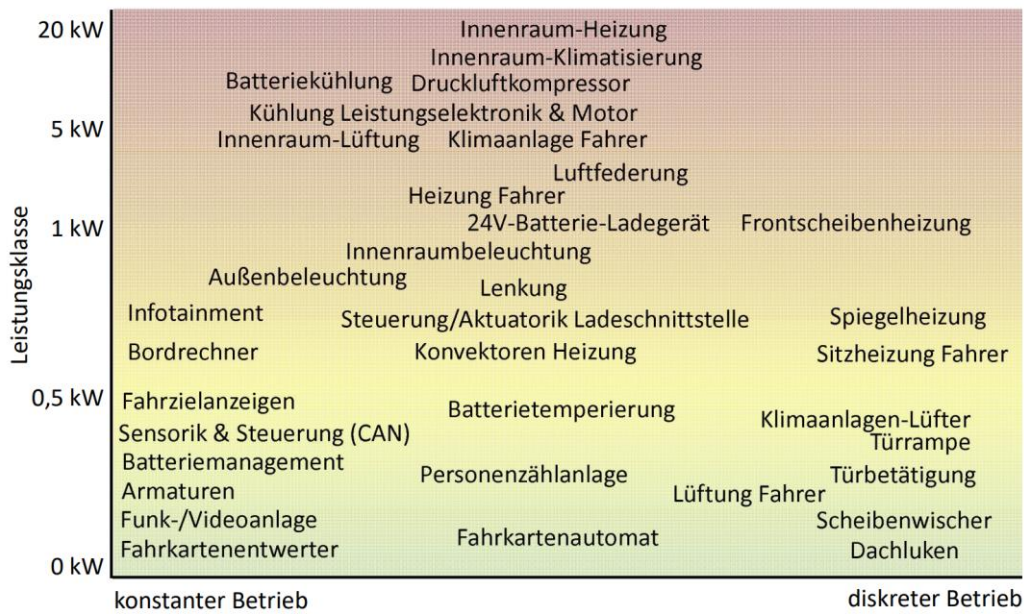 20 kW
Innenraum-Heizung
Innenraum-Klimatisierung
Batteriekühlung Druckluftkompressor
Kühlung Leistungselektronik & Motor
5 kW
Innenraum-Lüftung Klimaanlage Fahrer
Luftfederung
Heizung Fahrer
1 kW
24V-Batterie-Ladegerät Frontscheibenheizung
Innenraumbeleuchtung
Außenbeleuchtung
Lenkung
Infotainment
Steuerung/Aktuatorik Ladeschnittstelle
Spiegelheizung
Bordrechner
Konvektoren Heizung
Sitzheizung Fahrer
0,5 kW
Fahrzielanzeigen
Batterietemperierung
Klimaanlagen-Lüfter
Sensorik & Steuerung (CAN)
Türrampe
Batteriemanagement
Personenzählanlage
Türbetätigung
Armaturen
Lüftung Fahrer
Funk-/Videoanlage
Scheibenwischer
Fahrkartenautomat
Fahrkartenentwerter
Dachluken
0 kW
Leistungsklasse
konstanter Betrieb
diskreter Betrieb